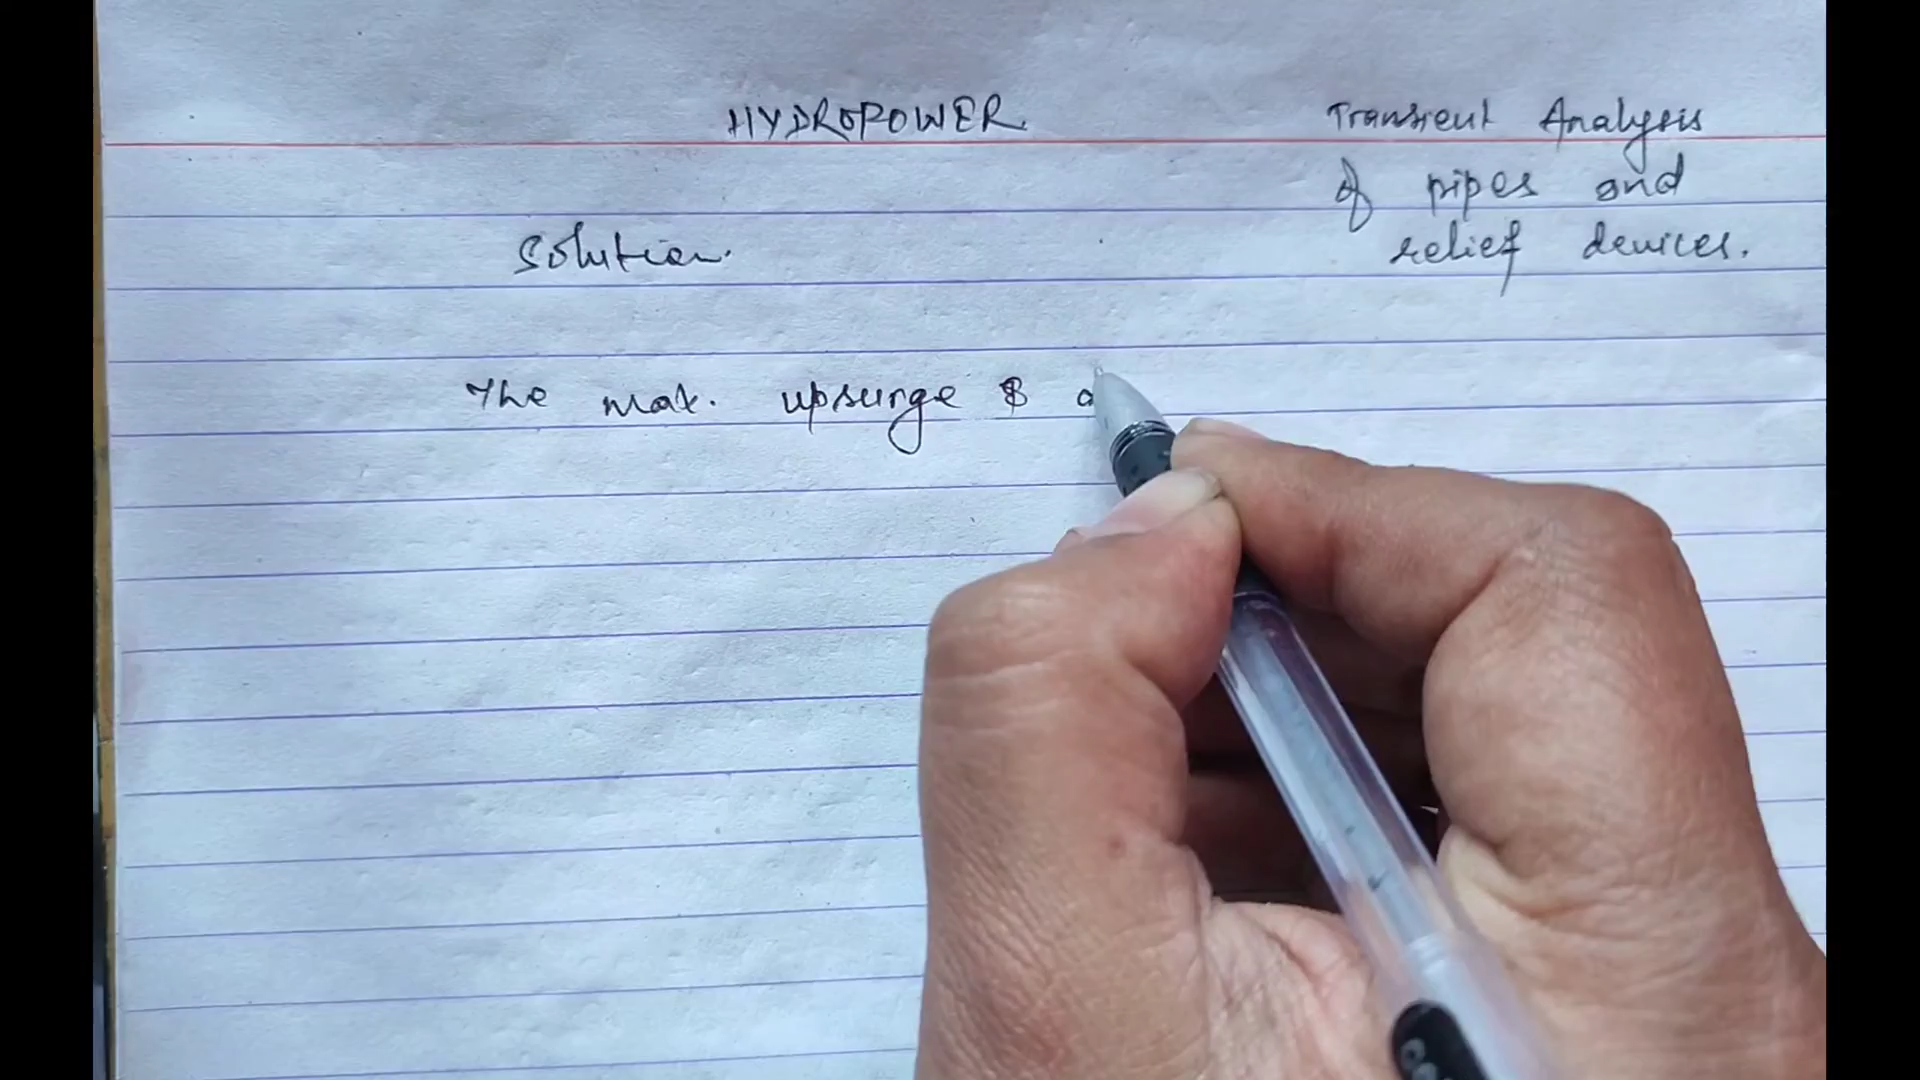 HYDROPOWER
Transient Analysis
of pipes and
relief devices.
Solution.
The max. upsurge &